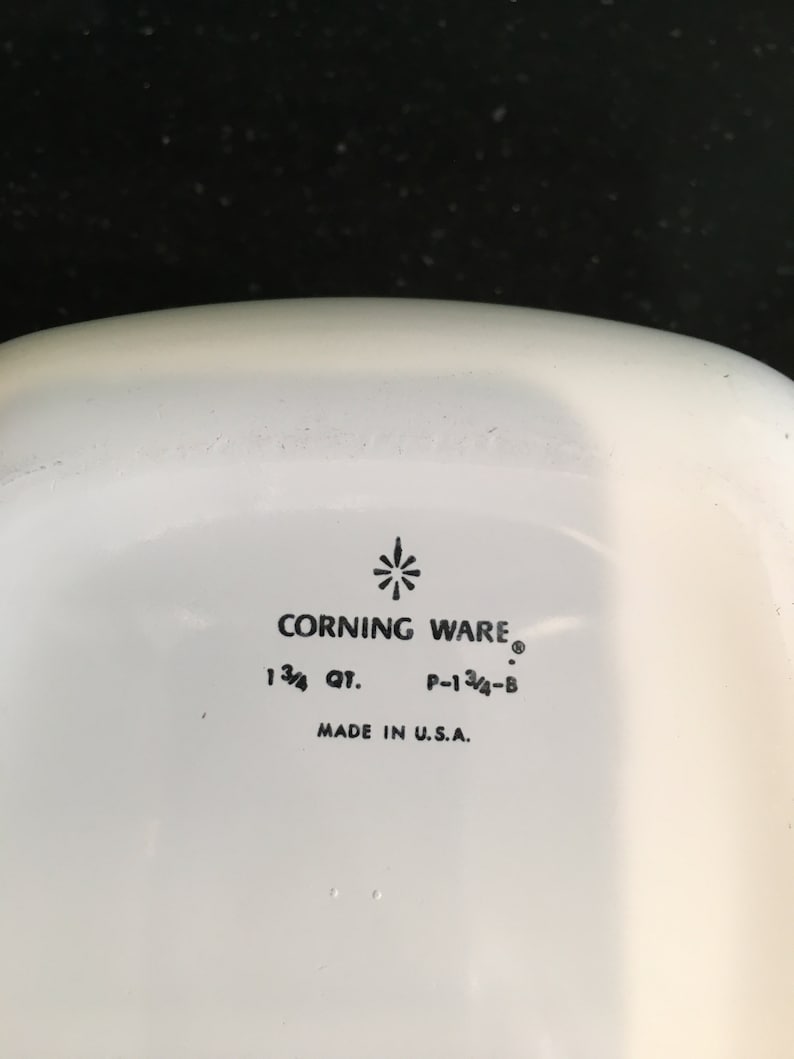 CORNING WARE®
1 3/4 QT. P-1 3/4-B
MADE IN U.S.A.